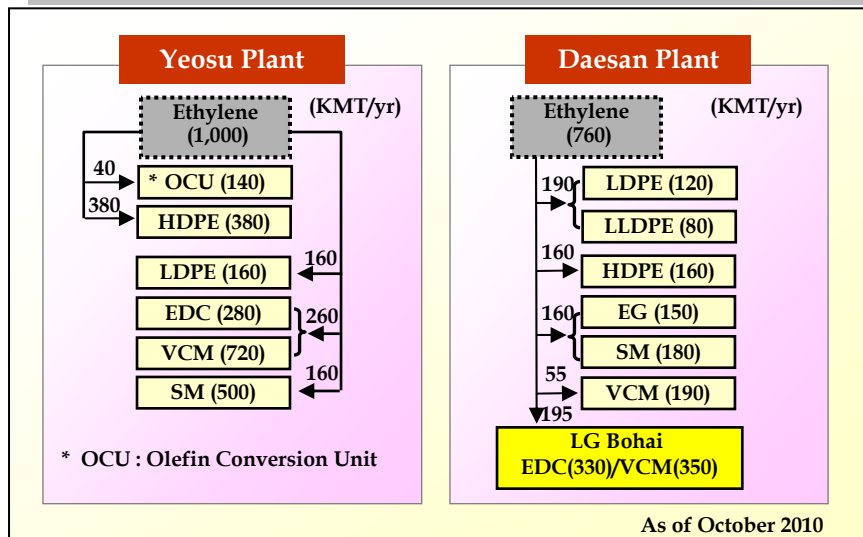 Yeosu Plant
(KMT/yr)
Ethylene
(1,000)
40
* OCU (140)
380
HDPE (380)
160
LDPE (160)
EDC (280)
260
VCM (720)
160
SM (500)
* OCU : Olefin Conversion Unit
Daesan Plant
(KMT/yr)
Ethylene
(760)
190
LDPE (120)
LLDPE (80)
160
HDPE (160)
EG (150)
160
SM (180)
55
VCM (190)
195
LG Bohai
EDC(330)/VCM(350)
As of October 2010